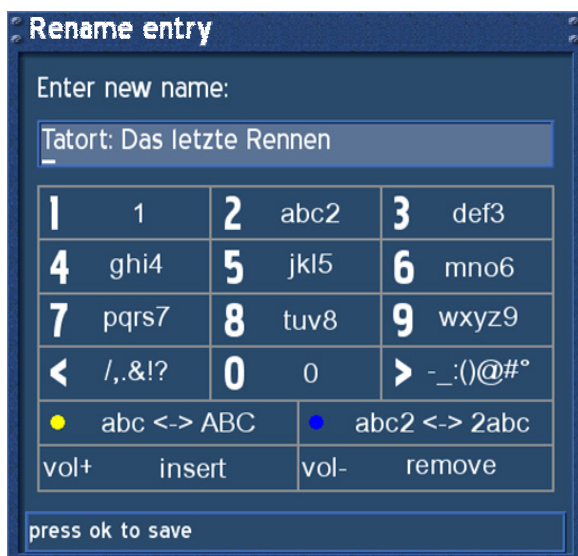 Rename entry
Enter new name:
Tatort: Das letzte Rennen
1 1 2 abc2 3 def3
4 ghi4 5 jkl5 6 mno6
7 pqrs7 8 tuv8 9 wxyz9
< /,.&!? 0 0 > -_:()@#°
abc <-> ABC abc2 <-> 2abc
vol+ insert vol- remove
press ok to save